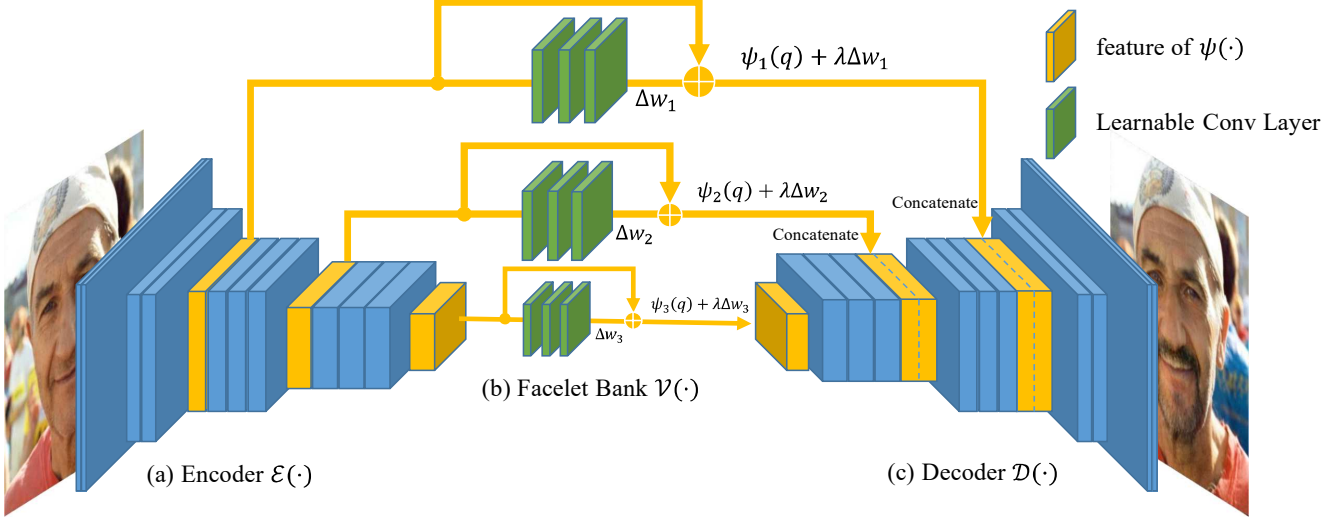 ψ₁(q) + λΔw₁
feature of ψ(·)
Δw₁
Learnable Conv Layer
ψ₂(q) + λΔw₂
Concatenate
Δw₂
Concatenate
ψ₃(q) + λΔw₃
Δw₃
(b) Facelet Bank 𝒱(·)
(a) Encoder ℰ(·)
(c) Decoder 𝒟(·)